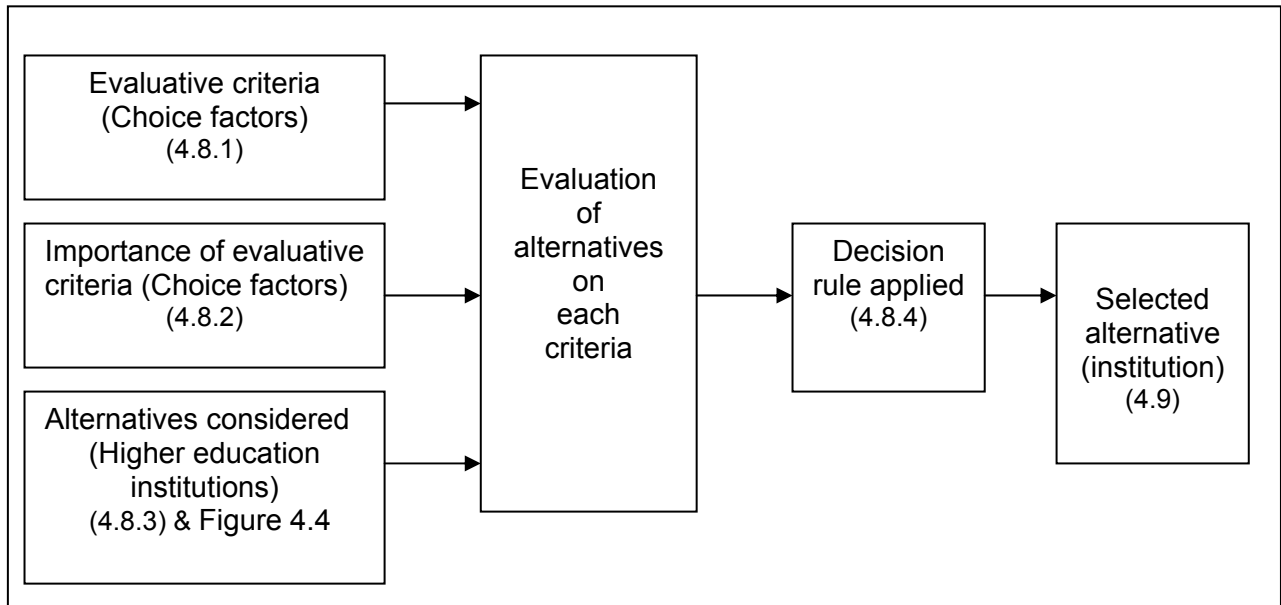 Evaluative criteria
(Choice factors)
(4.8.1)
Importance of evaluative
criteria (Choice factors)
(4.8.2)
Alternatives considered
(Higher education
institutions)
(4.8.3) & Figure 4.4
Evaluation
of
alternatives
on
each
criteria
Decision
rule applied
(4.8.4)
Selected
alternative
(institution)
(4.9)